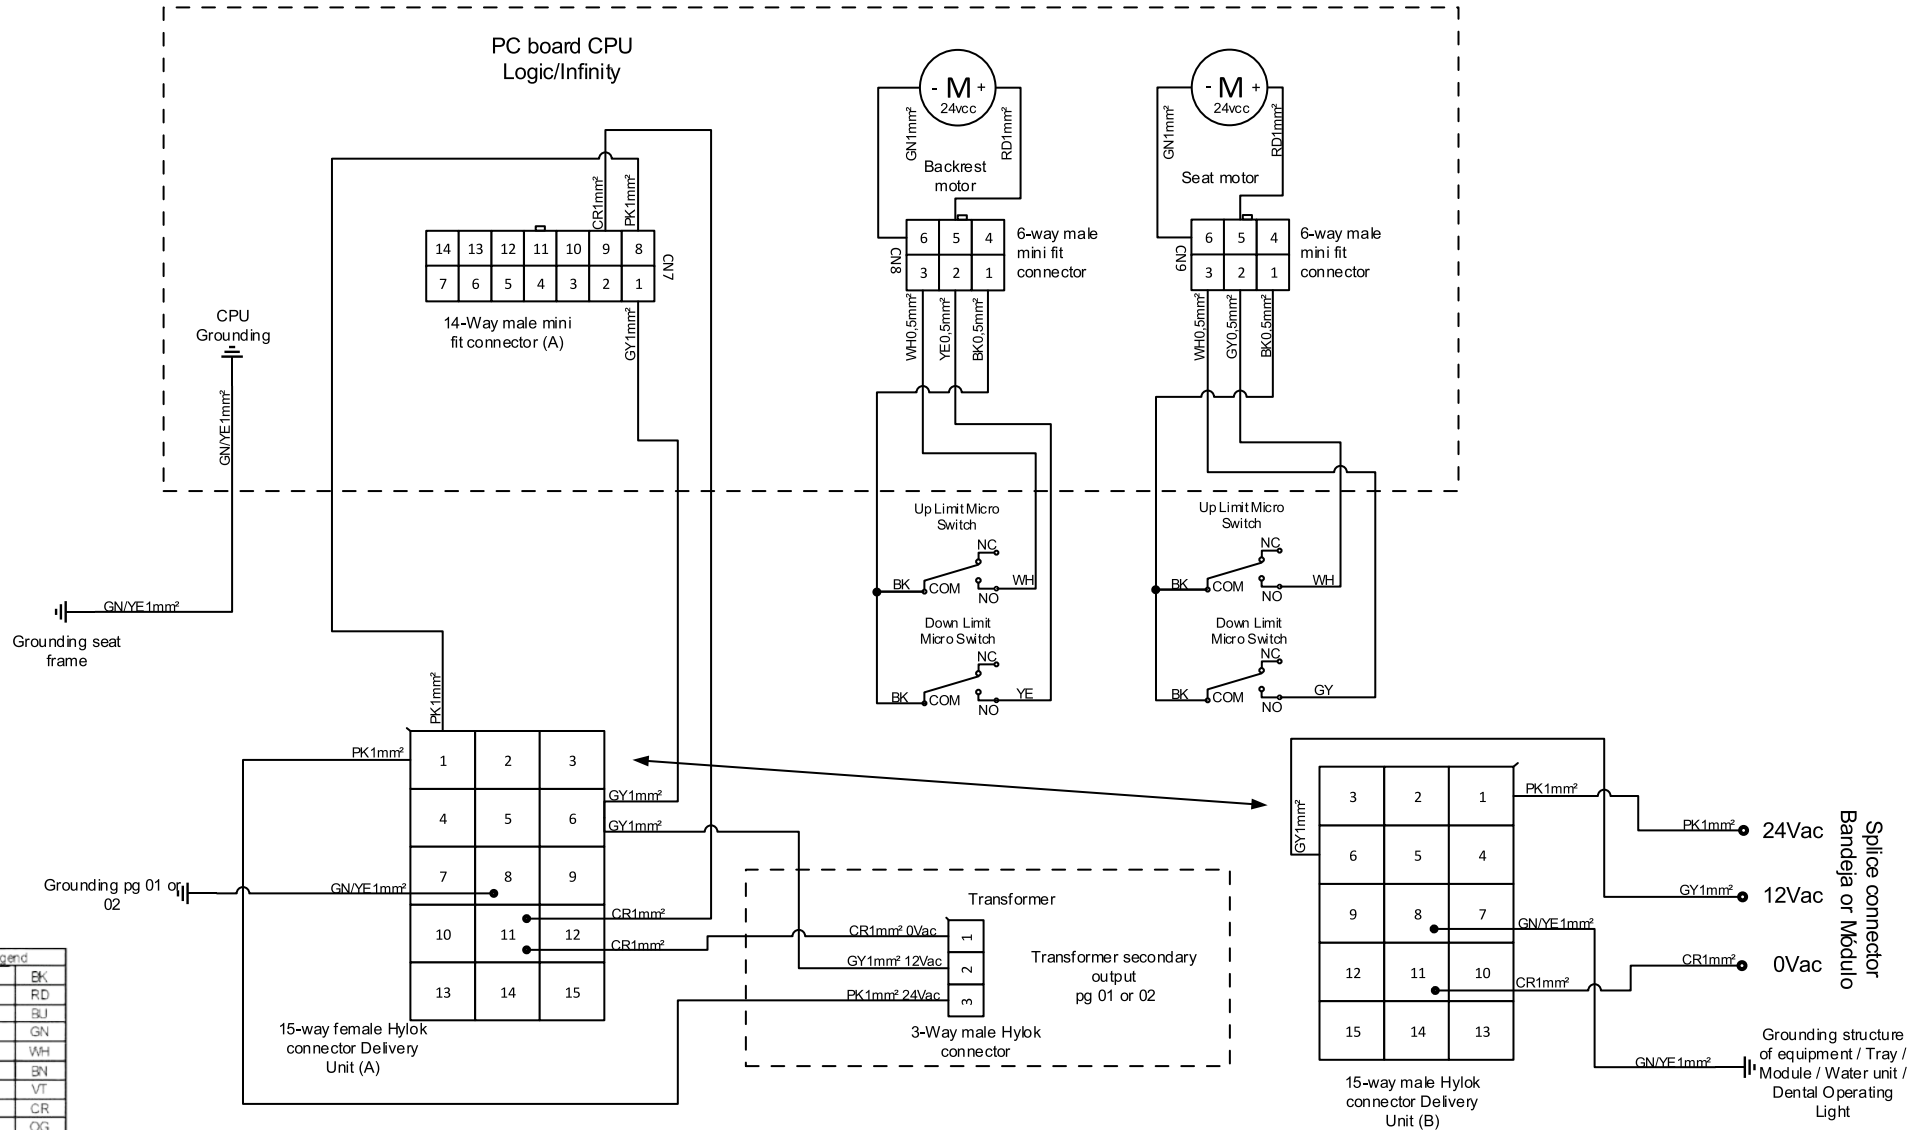 PC board CPU
Logic/Infinity
- M +
24vcc
GN1mm²
RD1mm²
Backrest
motor
- M +
24vcc
GN1mm²
RD1mm²
Seat motor
CR1mm²
PK1mm²
14 13 12 11 10 9 8
7 6 5 4 3 2 1
CN7
14-Way male mini
fit connector (A)
GY1mm²
6 5 4
3 2 1
CN8
6-way male
mini fit
connector
6 5 4
3 2 1
CN9
6-way male
mini fit
connector
WH0,5mm²
YE0,5mm²
BK0,5mm²
WH0,5mm²
GY0,5mm²
BK0,5mm²
CPU
Grounding
GN/YE1mm²
GN/YE1mm²
Grounding seat
frame
Up Limit Micro
Switch
NC
BK
COM
WH
NO
Down Limit
Micro Switch
NC
BK
COM
YE
NO
Up Limit Micro
Switch
NC
BK
COM
WH
NO
Down Limit
Micro Switch
NC
BK
COM
GY
NO
PK1mm²
PK1mm²
1 2 3
4 5 6
7 8 9
10 11 12
13 14 15
GY1mm²
GY1mm²
GN/YE1mm²
CR1mm²
CR1mm²
Grounding pg 01 or
02
15-way female Hylok
connector Delivery
Unit (A)
Transformer
CR1mm² 0Vac
GY1mm² 12Vac
PK1mm² 24Vac
1
2
3
Transformer secondary
output
pg 01 or 02
3-Way male Hylok
connector
GY1mm²
3 2 1
6 5 4
9 8 7
12 11 10
15 14 13
PK1mm²
GN/YE1mm²
CR1mm²
15-way male Hylok
connector Delivery
Unit (B)
PK1mm²
24Vac
GY1mm²
12Vac
CR1mm²
0Vac
Splice connector
Bandeja or Módulo
GN/YE1mm²
Grounding structure
of equipment / Tray /
Module / Water unit /
Dental Operating
Light
gend
BK
RD
BU
GN
WH
BN
VT
CR
OG